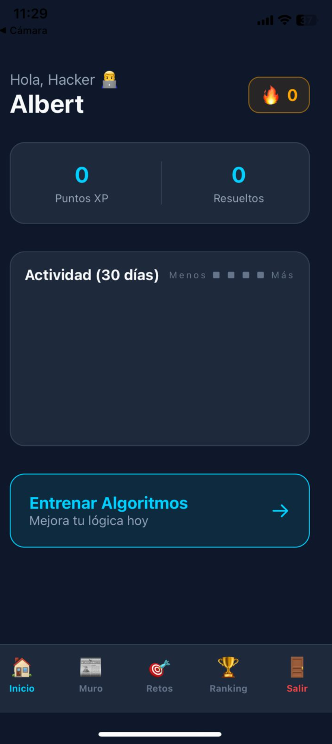 11:29
Cámara
Hola, Hacker
Albert
0
0
0
Puntos XP
Resueltos
Actividad (30 días)
Menos
Más
Entrenar Algoritmos
Mejora tu lógica hoy
Inicio
Muro
Retos
Ranking
Salir